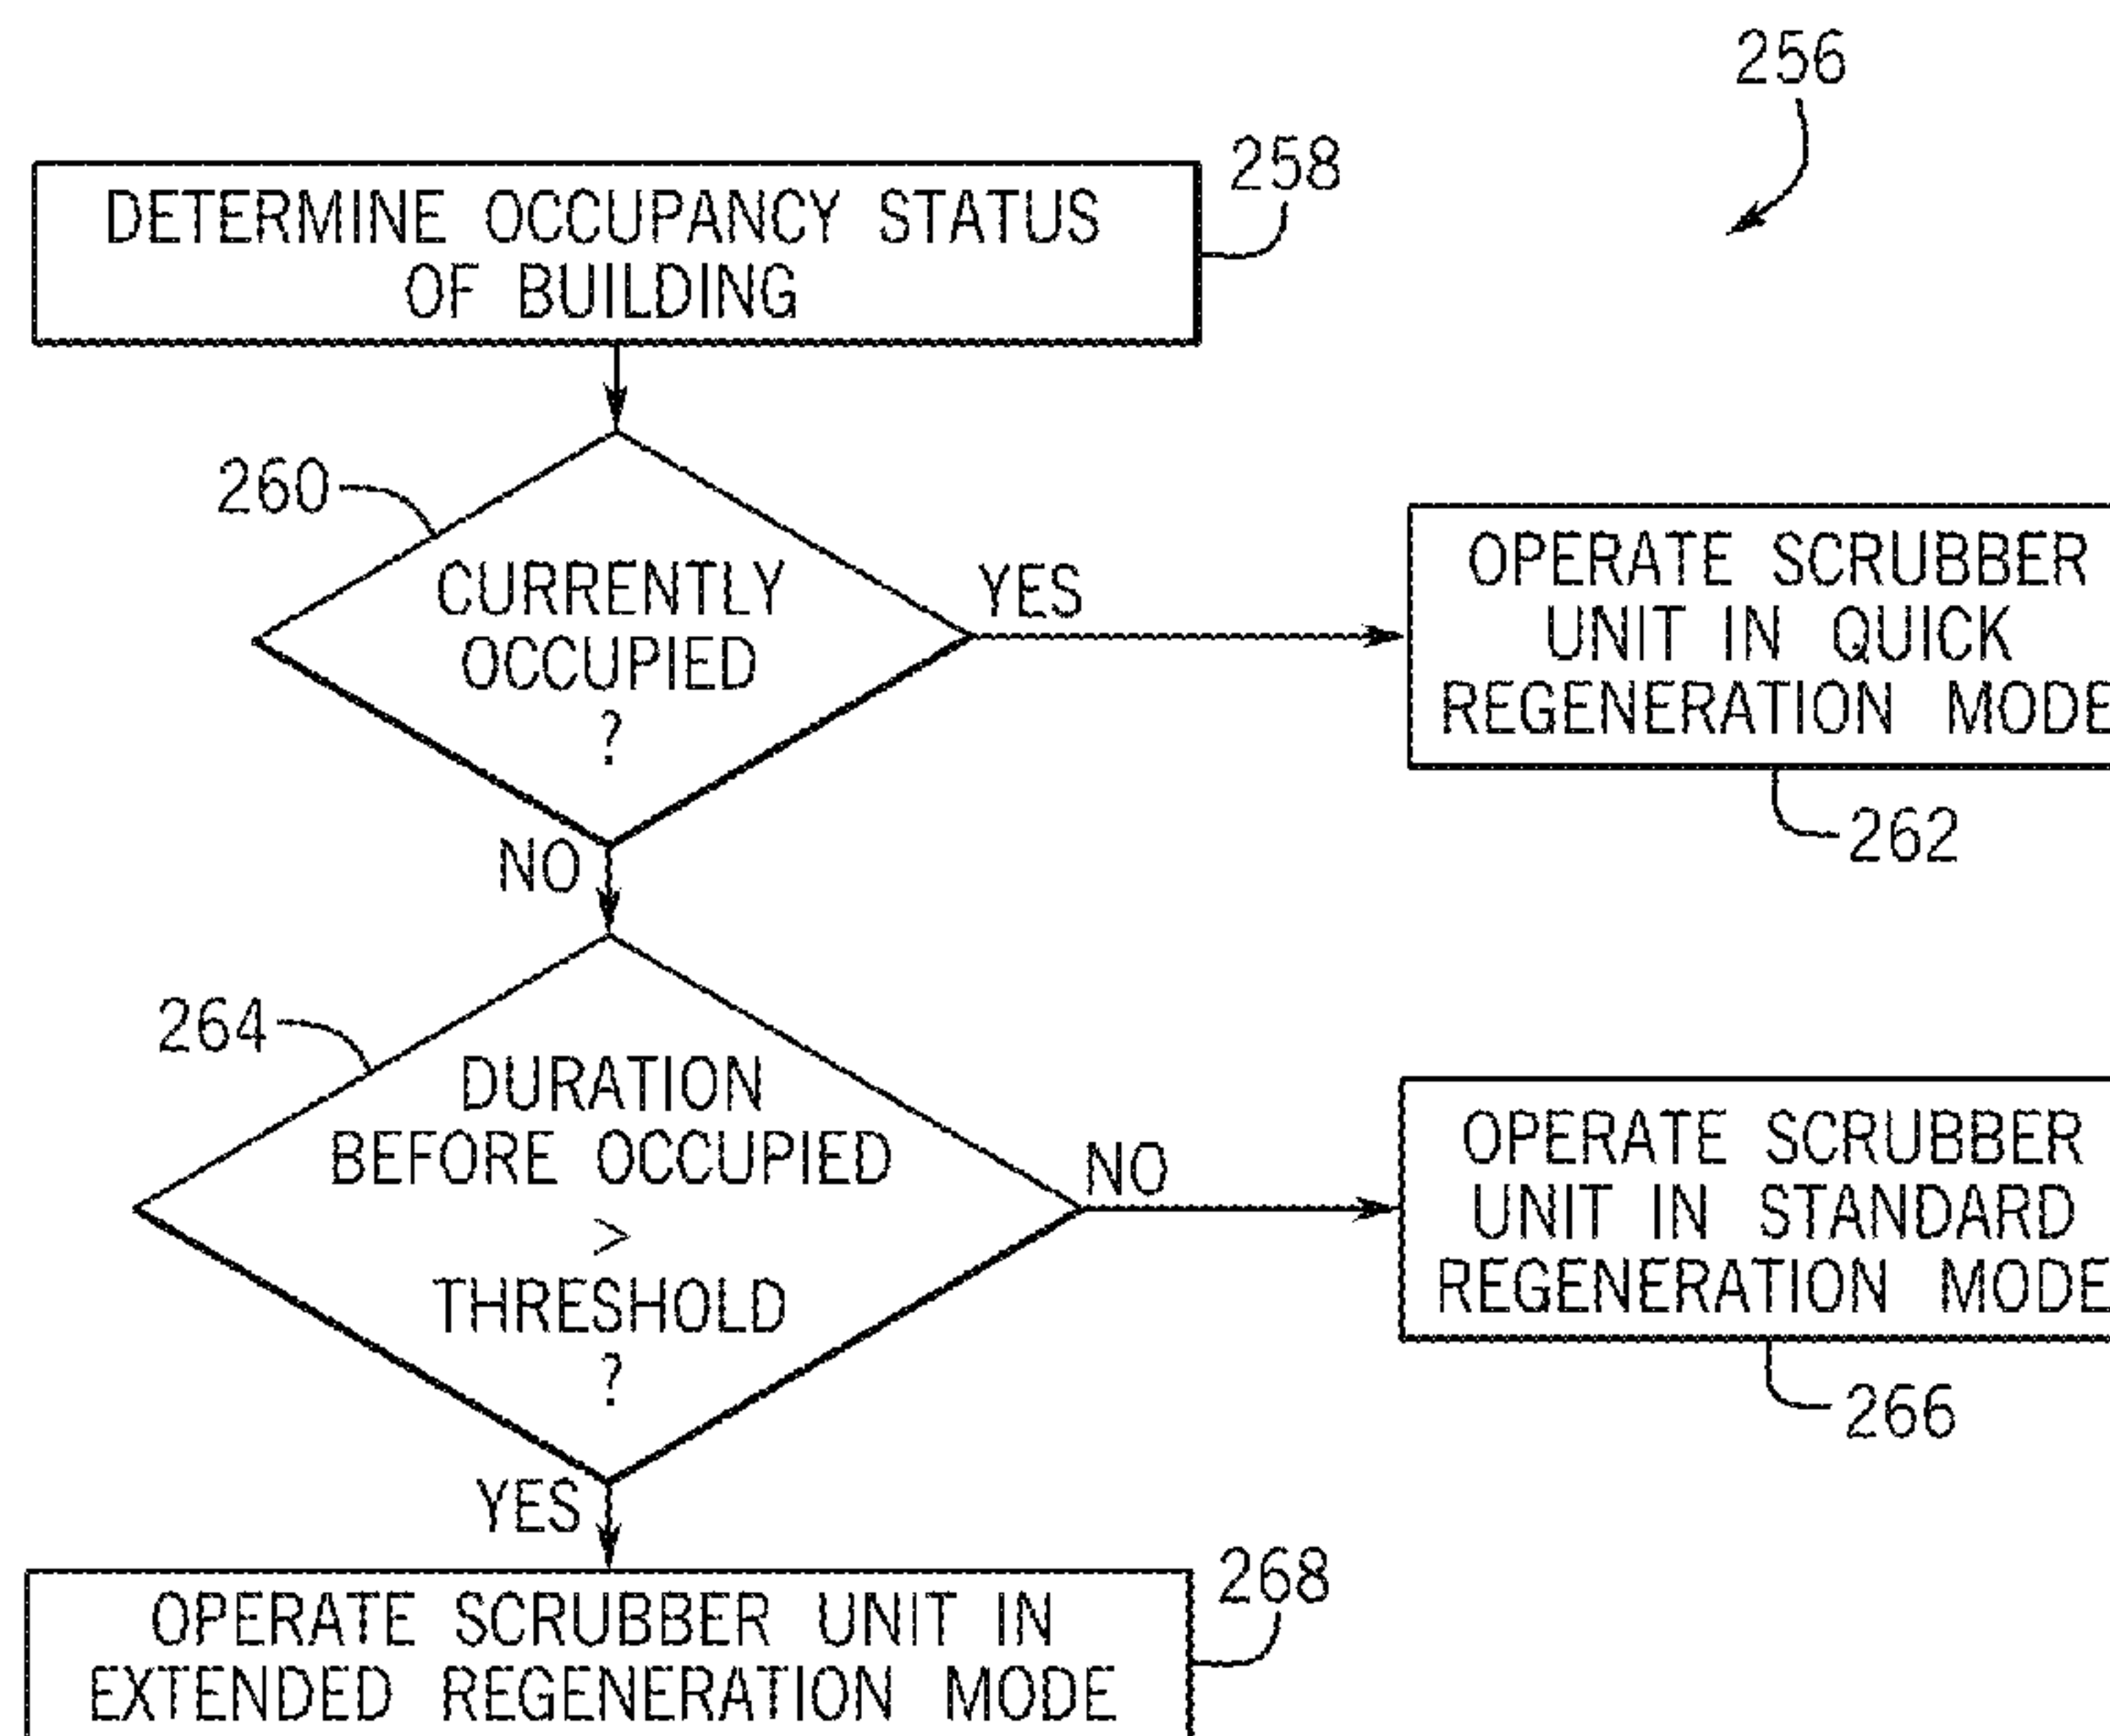 256
DETERMINE OCCUPANCY STATUS
OF BUILDING
258
260
CURRENTLY
OCCUPIED
?
YES
OPERATE SCRUBBER
UNIT IN QUICK
REGENERATION MODE
262
NO
264
DURATION
BEFORE OCCUPIED
>
THRESHOLD
?
NO
OPERATE SCRUBBER
UNIT IN STANDARD
REGENERATION MODE
266
YES
OPERATE SCRUBBER UNIT IN
EXTENDED REGENERATION MODE
268